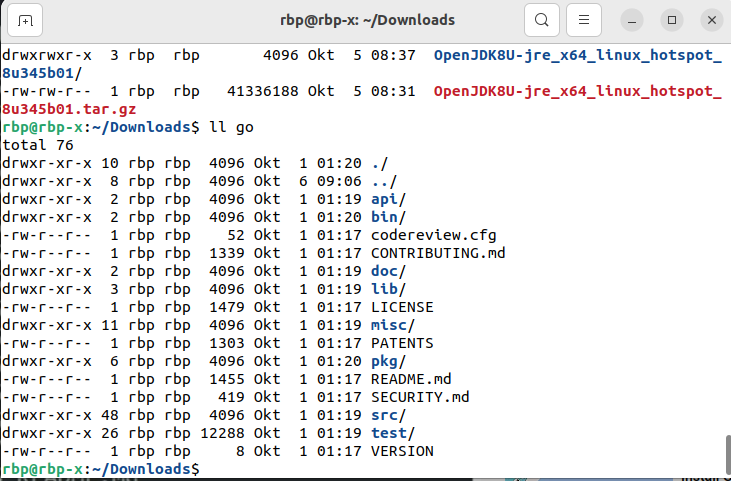 rbp@rbp-x: ~/Downloads
drwxrwxr-x  3 rbp  rbp       4096 Okt  5 08:37  OpenJDK8U-jre_x64_linux_hotspot_
8u345b01/
-rw-rw-r--  1 rbp  rbp   41336188 Okt  5 08:31  OpenJDK8U-jre_x64_linux_hotspot_
8u345b01.tar.gz
rbp@rbp-x:~/Downloads$ ll go
total 76
drwxr-xr-x 10 rbp rbp  4096 Okt  1 01:20 ./
drwxr-xr-x  8 rbp rbp  4096 Okt  6 09:06 ../
drwxr-xr-x  2 rbp rbp  4096 Okt  1 01:19 api/
drwxr-xr-x  2 rbp rbp  4096 Okt  1 01:20 bin/
-rw-r--r--  1 rbp rbp    52 Okt  1 01:17 codereview.cfg
-rw-r--r--  1 rbp rbp  1339 Okt  1 01:17 CONTRIBUTING.md
drwxr-xr-x  2 rbp rbp  4096 Okt  1 01:19 doc/
drwxr-xr-x  3 rbp rbp  4096 Okt  1 01:19 lib/
-rw-r--r--  1 rbp rbp  1479 Okt  1 01:17 LICENSE
drwxr-xr-x 11 rbp rbp  4096 Okt  1 01:19 misc/
-rw-r--r--  1 rbp rbp  1303 Okt  1 01:17 PATENTS
drwxr-xr-x  6 rbp rbp  4096 Okt  1 01:20 pkg/
-rw-r--r--  1 rbp rbp  1455 Okt  1 01:17 README.md
-rw-r--r--  1 rbp rbp   419 Okt  1 01:17 SECURITY.md
drwxr-xr-x 48 rbp rbp  4096 Okt  1 01:19 src/
drwxr-xr-x 26 rbp rbp 12288 Okt  1 01:19 test/
-rw-r--r--  1 rbp rbp     8 Okt  1 01:17 VERSION
rbp@rbp-x:~/Downloads$